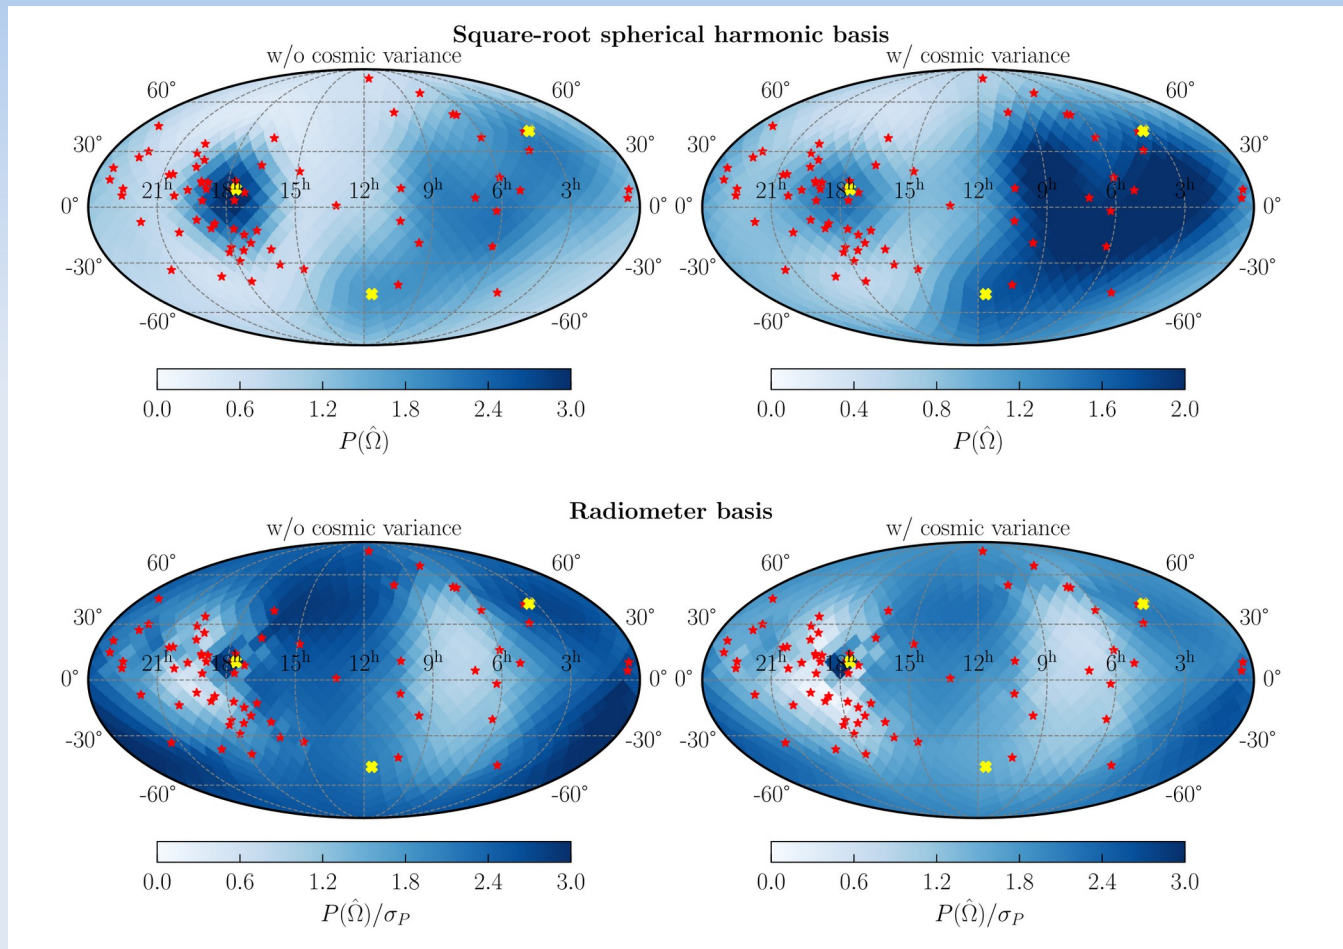 Square-root spherical harmonic basis
w/o cosmic variance w/ cosmic variance
60° 60° 60° 60°
30° 30° 30° 30°
21ʰ 18ʰ 15ʰ 12ʰ 9ʰ 6ʰ 3ʰ 21ʰ 18ʰ 15ʰ 12ʰ 9ʰ 6ʰ 3ʰ
0° 0° 0° 0°
-30° -30° -30° -30°
-60° -60° -60° -60°
0.0 0.6 1.2 1.8 2.4 3.0 0.0 0.4 0.8 1.2 1.6 2.0
P(Ω̂) P(Ω̂)
Radiometer basis
w/o cosmic variance w/ cosmic variance
60° 60° 60° 60°
30° 30° 30° 30°
21ʰ 18ʰ 15ʰ 12ʰ 9ʰ 6ʰ 3ʰ 21ʰ 18ʰ 15ʰ 12ʰ 9ʰ 6ʰ 3ʰ
0° 0° 0° 0°
-30° -30° -30° -30°
-60° -60° -60° -60°
0.0 0.6 1.2 1.8 2.4 3.0 0.0 0.6 1.2 1.8 2.4 3.0
P(Ω̂)/σ_P P(Ω̂)/σ_P